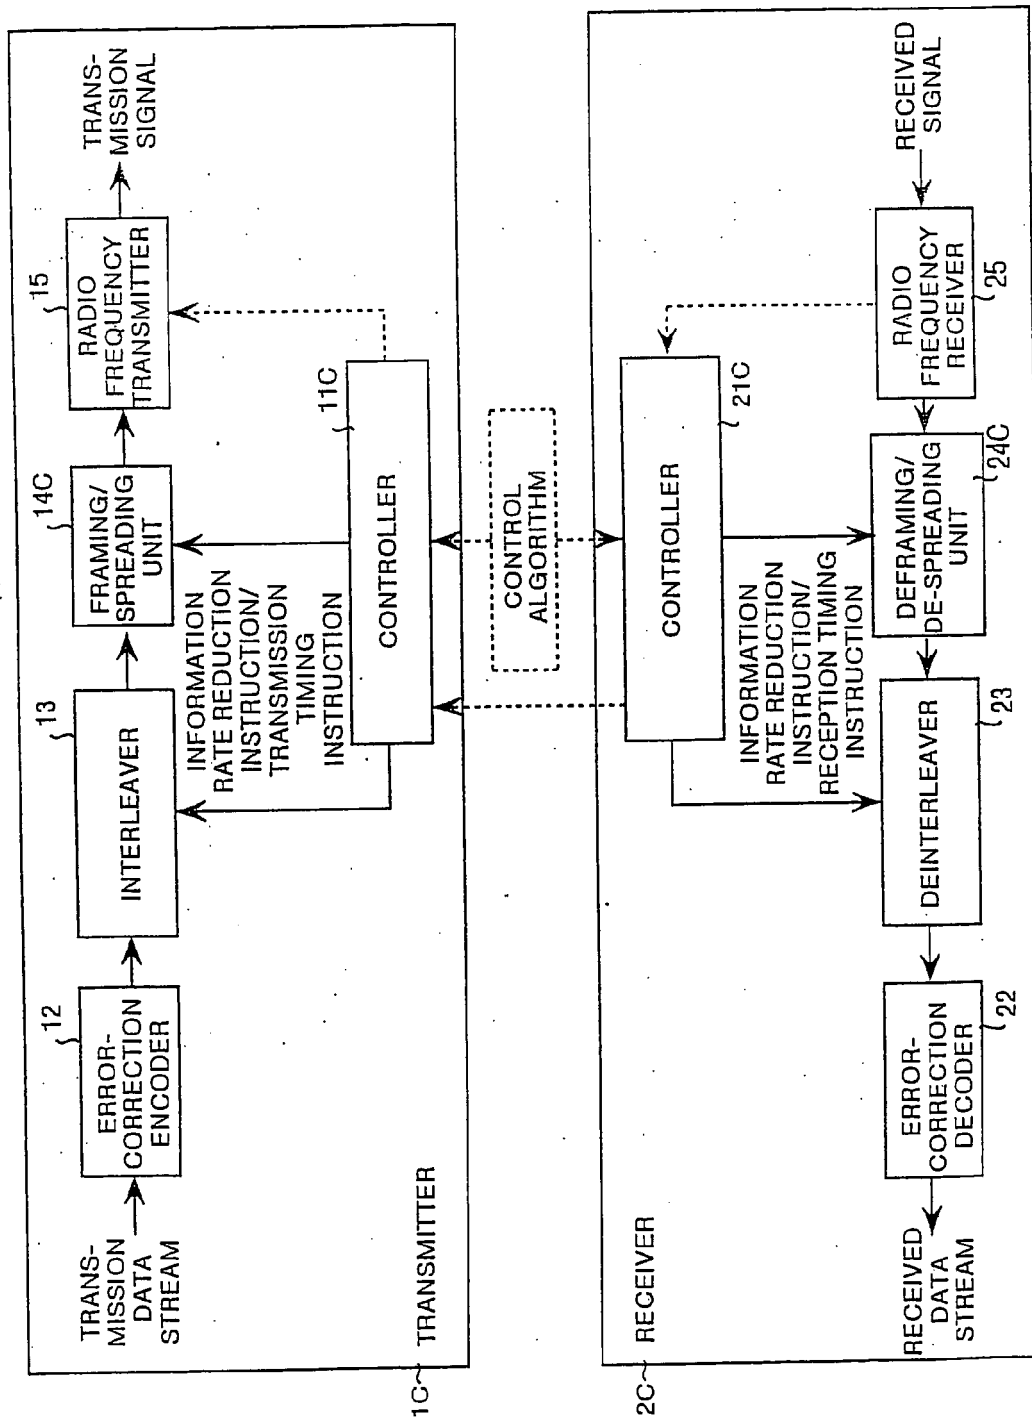 TRANS-
MISSION
DATA
STREAM
12
ERROR-
CORRECTION
ENCODER
13
INTERLEAVER
14C
FRAMING/
SPREADING
UNIT
15
RADIO
FREQUENCY
TRANSMITTER
TRANS-
MISSION
SIGNAL
INFORMATION
RATE REDUCTION
INSTRUCTION/
TRANSMISSION
TIMING
INSTRUCTION
11C
CONTROLLER
1C TRANSMITTER
CONTROL
ALGORITHM
2C RECEIVER
CONTROLLER
21C
INFORMATION
RATE REDUCTION
INSTRUCTION/
RECEPTION TIMING
INSTRUCTION
RECEIVED
DATA
STREAM
ERROR-
CORRECTION
DECODER
22
DEINTERLEAVER
23
DEFRAMING/
DE-SPREADING
UNIT
24C
RADIO
FREQUENCY
RECEIVER
25
RECEIVED
SIGNAL